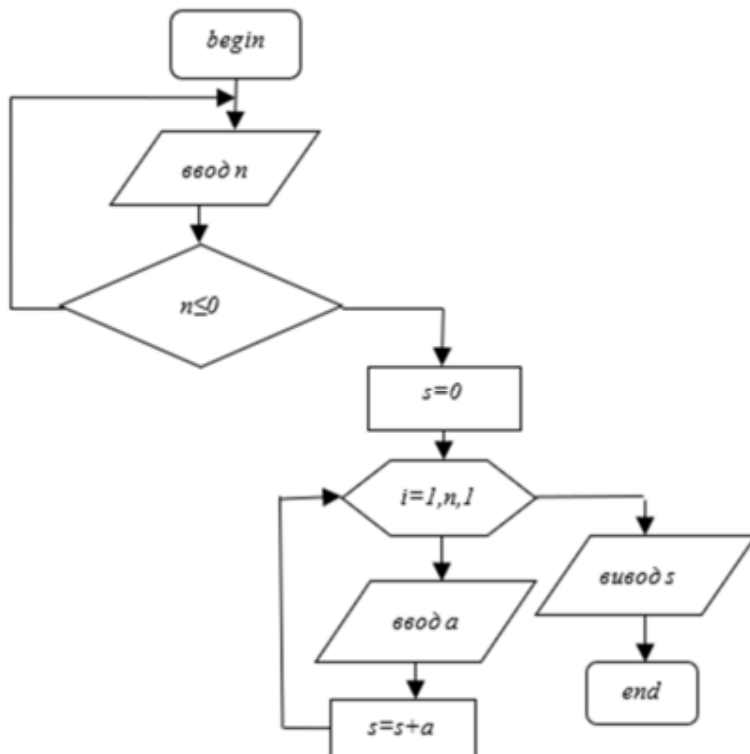 begin
ввод n
n≤0
s=0
i=1,n,1
ввод a
вивод s
s=s+a
end